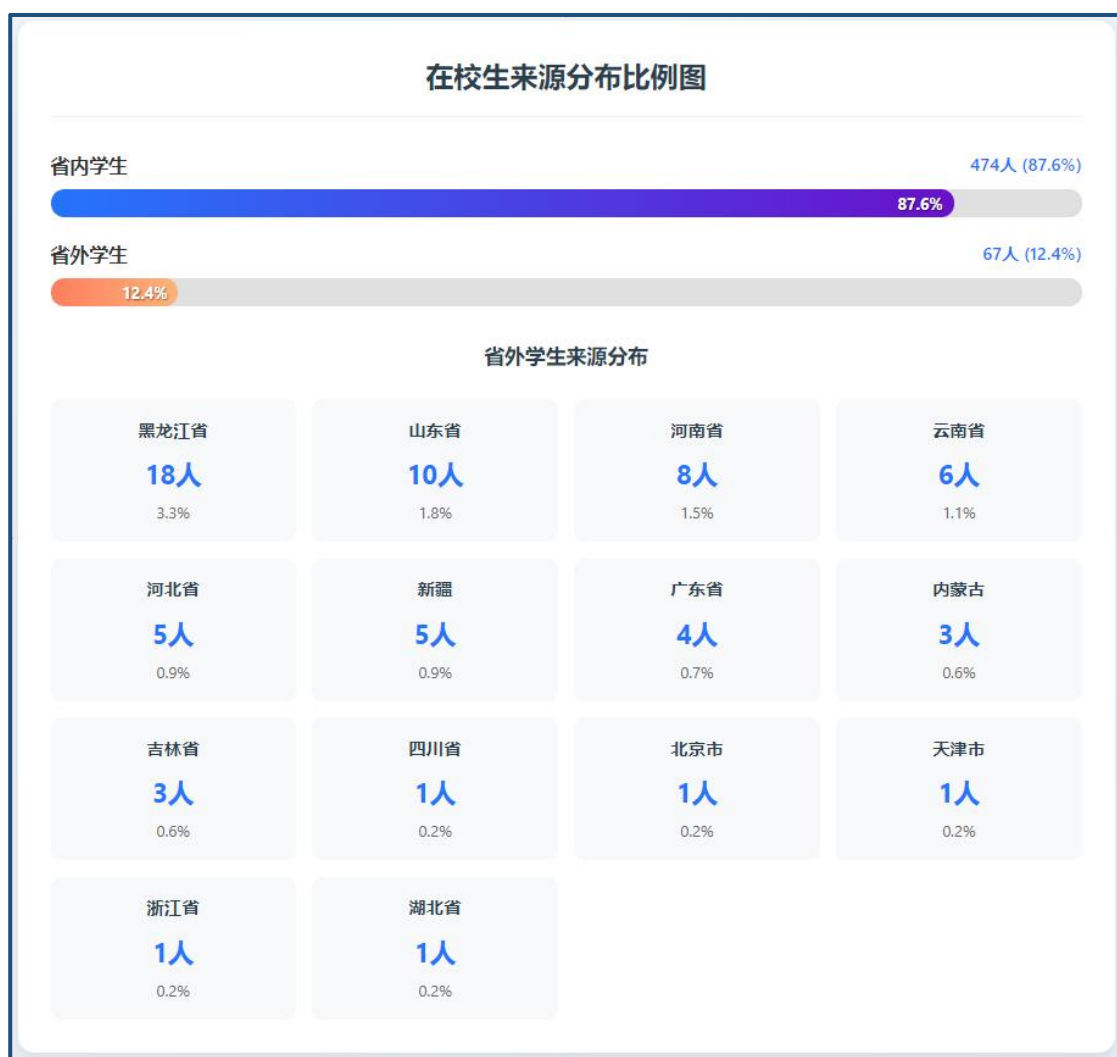 在校生来源分布比例图
省内学生 474人 (87.6%)
87.6%
省外学生 67人 (12.4%)
12.4%
省外学生来源分布
黑龙江省 山东省 河南省 云南省
18人 10人 8人 6人
3.3% 1.8% 1.5% 1.1%
河北省 新疆 广东省 内蒙古
5人 5人 4人 3人
0.9% 0.9% 0.7% 0.6%
吉林省 四川省 北京市 天津市
3人 1人 1人 1人
0.6% 0.2% 0.2% 0.2%
浙江省 湖北省
1人 1人
0.2% 0.2%